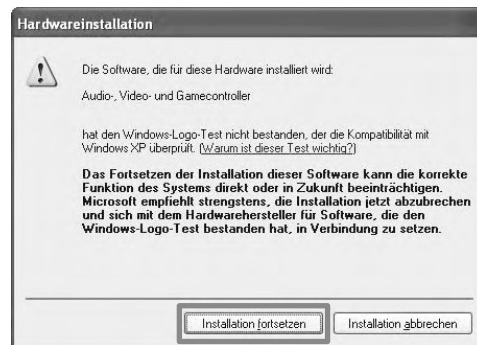 Hardwareinstallation
Die Software, die für diese Hardware installiert wird:
Audio-, Video- und Gamecontroller
hat den Windows-Logo-Test nicht bestanden, der die Kompatibilität mit
Windows XP überprüft. (Warum ist dieser Test wichtig?)
Das Fortsetzen der Installation dieser Software kann die korrekte
Funktion des Systems direkt oder in Zukunft beeinträchtigen.
Microsoft empfiehlt strengstens, die Installation jetzt abzubrechen
und sich mit dem Hardwarehersteller für Software, die den
Windows-Logo-Test bestanden hat, in Verbindung zu setzen.
Installation fortsetzen
Installation abbrechen